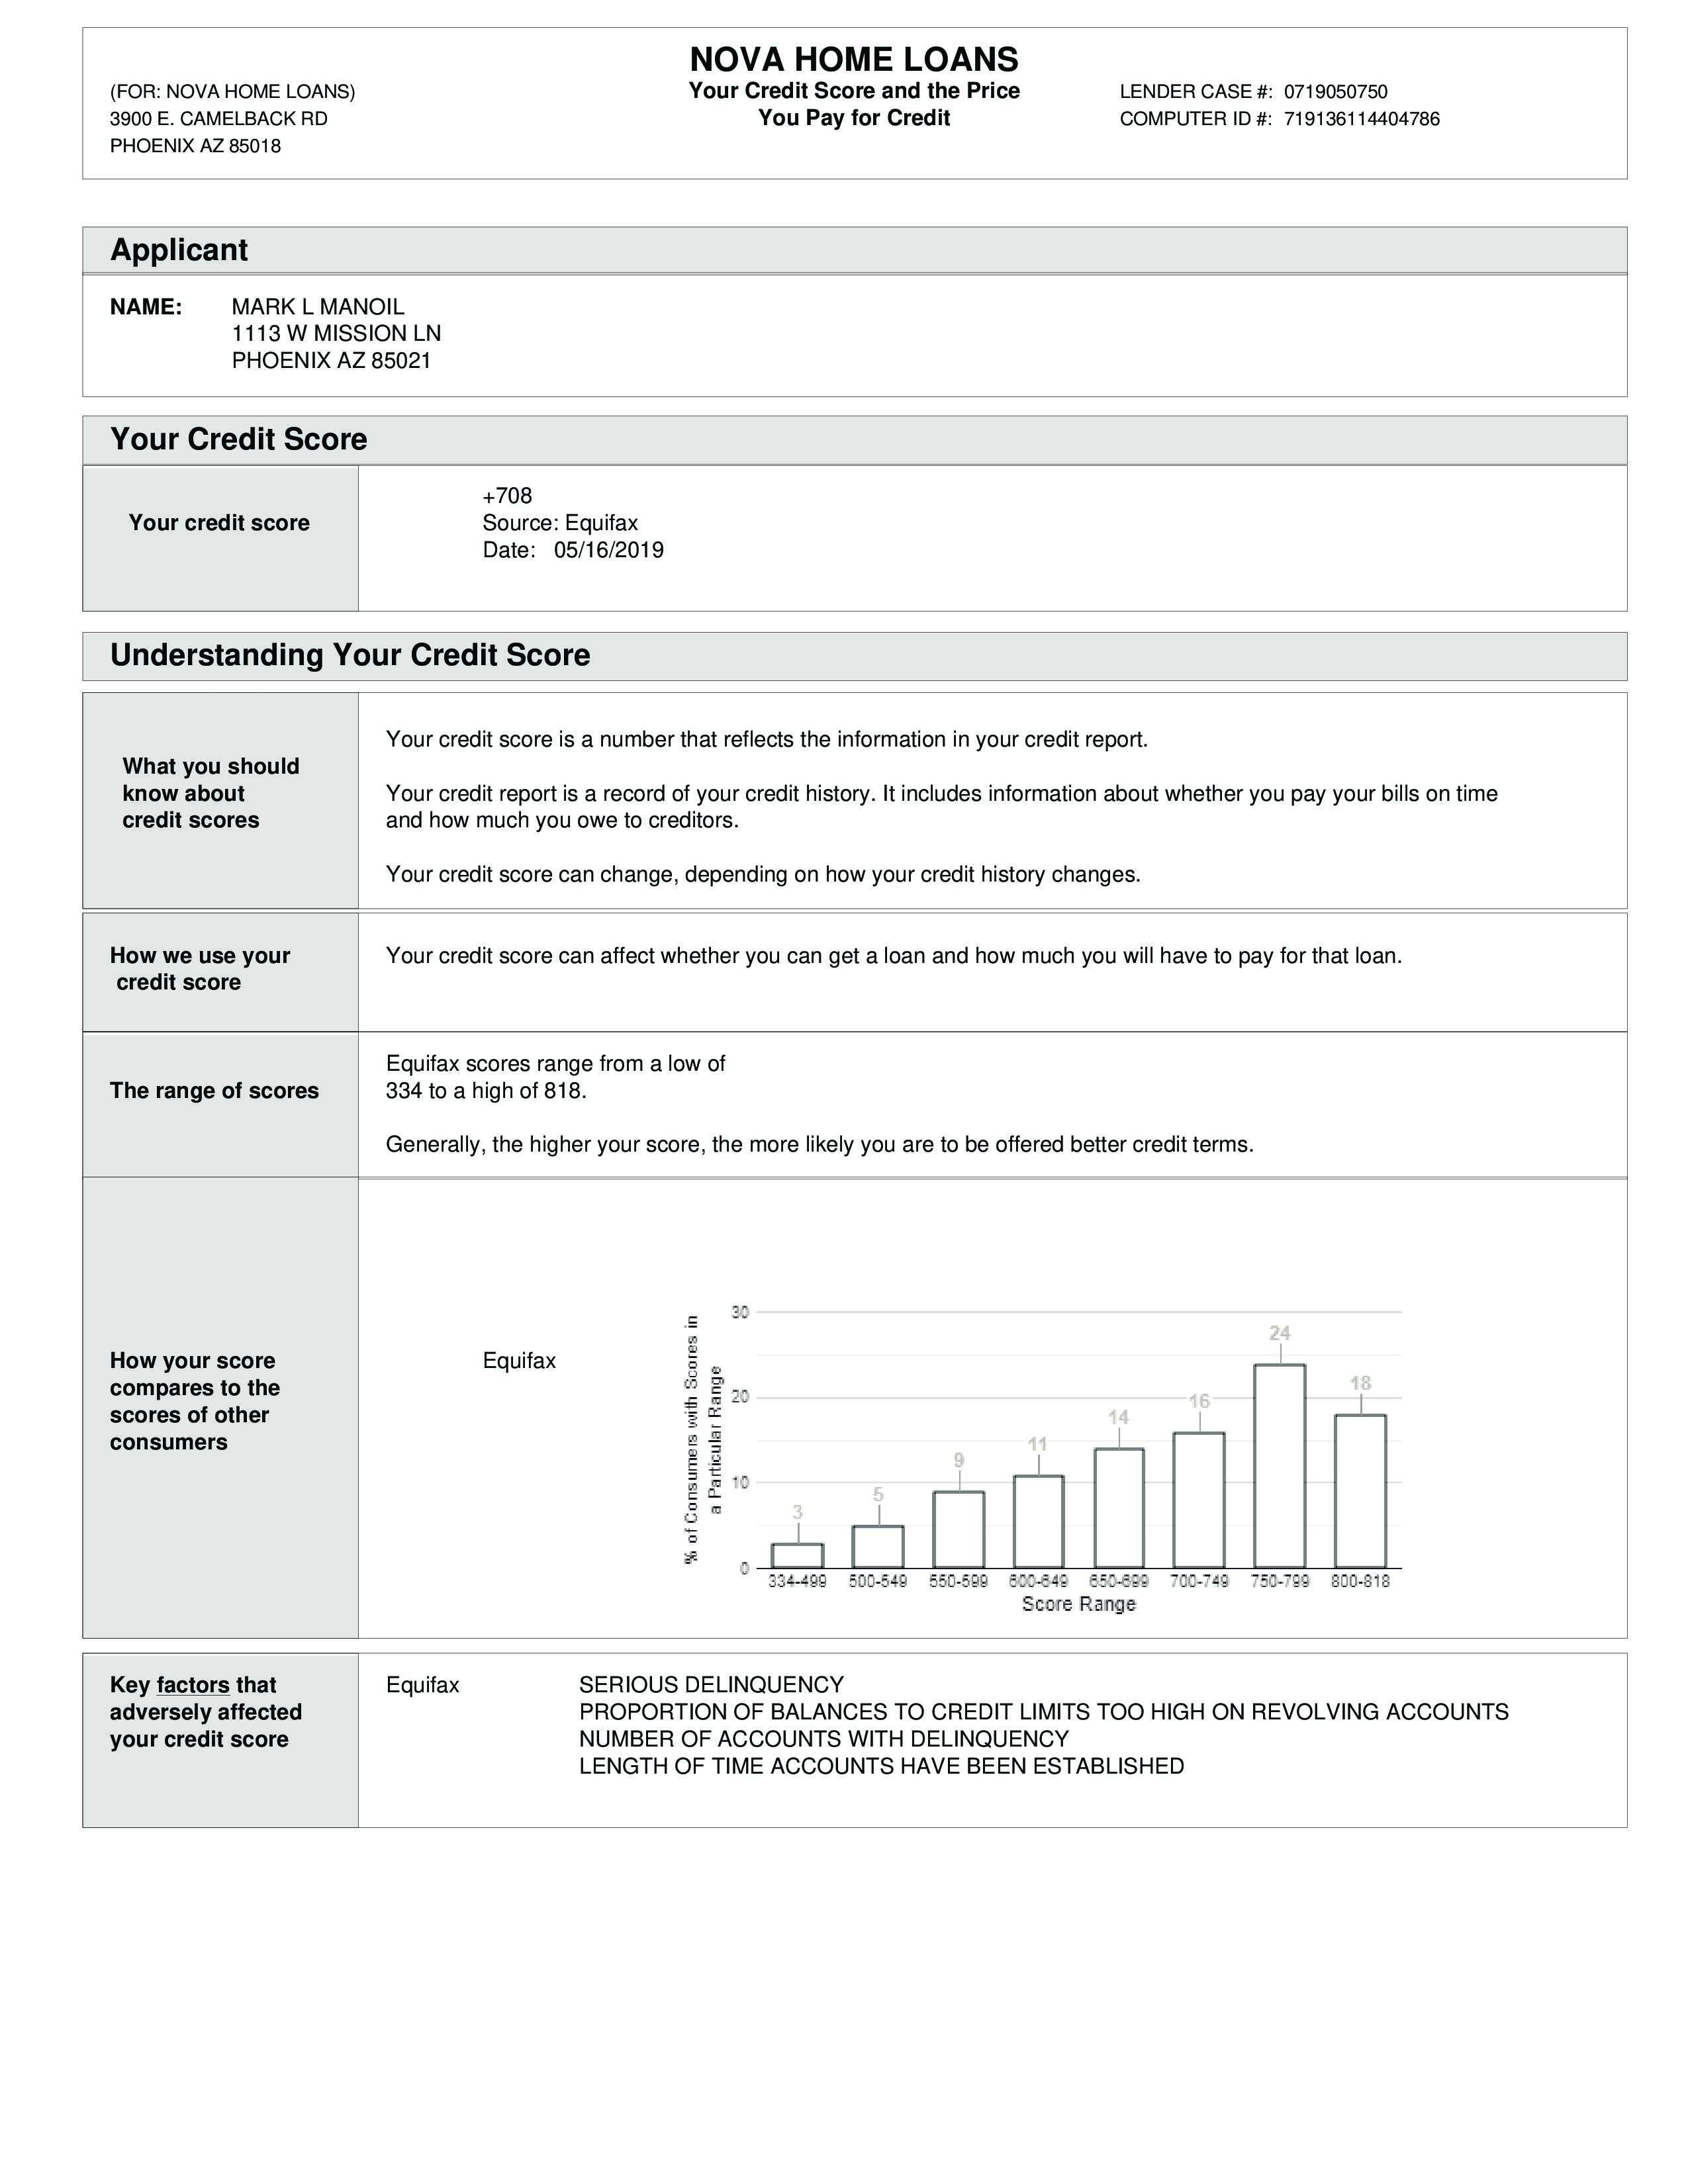 NOVA HOME LOANS
(FOR: NOVA HOME LOANS)
3900 E. CAMELBACK RD
PHOENIX AZ 85018
Your Credit Score and the Price
You Pay for Credit
LENDER CASE #: 0719050750
COMPUTER ID #: 719136114404786
Applicant
NAME: MARK L MANOIL
1113 W MISSION LN
PHOENIX AZ 85021
Your Credit Score
Your credit score
+708
Source: Equifax
Date: 05/16/2019
Understanding Your Credit Score
What you should
know about
credit scores
Your credit score is a number that reflects the information in your credit report.
Your credit report is a record of your credit history. It includes information about whether you pay your bills on time
and how much you owe to creditors.
Your credit score can change, depending on how your credit history changes.
How we use your
credit score
Your credit score can affect whether you can get a loan and how much you will have to pay for that loan.
The range of scores
Equifax scores range from a low of
334 to a high of 818.
Generally, the higher your score, the more likely you are to be offered better credit terms.
How your score
compares to the
scores of other
consumers
Equifax
% of Consumers with Scores in
a Particular Range
30
20
10
0
3
5
9
11
14
16
24
18
334-499 500-549 550-599 600-649 650-699 700-749 750-799 800-818
Score Range
Key factors that
adversely affected
your credit score
Equifax
SERIOUS DELINQUENCY
PROPORTION OF BALANCES TO CREDIT LIMITS TOO HIGH ON REVOLVING ACCOUNTS
NUMBER OF ACCOUNTS WITH DELINQUENCY
LENGTH OF TIME ACCOUNTS HAVE BEEN ESTABLISHED